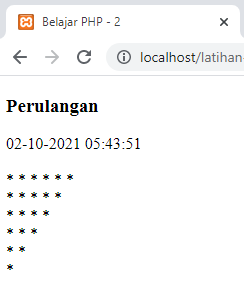 Belajar PHP - 2
localhost/latihan
Perulangan
02-10-2021 05:43:51
* * * * * *
* * * * *
* * * *
* * *
* *
*